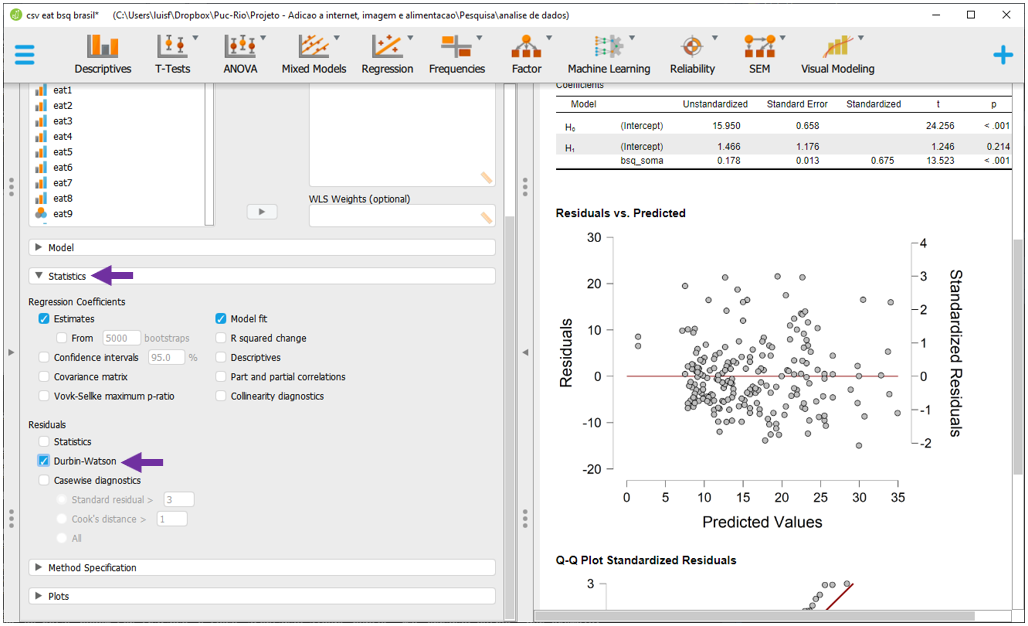 csv eat bsq brasil* (C:\Users\luisf\Dropbox\Puc-Rio\Projeto - Adicao a internet, imagem e alimentacao\Pesquisa\analise de dados)
Descriptives T-Tests ANOVA Mixed Models Regression Frequencies Factor Machine Learning Reliability SEM Visual Modeling
eat1
eat2
eat3
eat4
eat5
eat6
eat7
eat8
eat9
WLS Weights (optional)
Model
Statistics
Regression Coefficients
Estimates
Model fit
From 5000 bootstraps
R squared change
Confidence intervals 95.0 %
Descriptives
Covariance matrix
Part and partial correlations
Vovk-Sellke maximum p-ratio
Collinearity diagnostics
Residuals
Statistics
Durbin-Watson
Casewise diagnostics
Standard residual > 3
Cook's distance > 1
All
Method Specification
Plots
Coefficients
Model Unstandardized Standard Error Standardized t p
H₀ (Intercept) 15.950 0.658 24.256 < .001
H₁ (Intercept) 1.466 1.176 1.246 0.214
bsq_soma 0.178 0.013 0.675 13.523 < .001
Residuals vs. Predicted
30
20
10
0
-10
-20
Residuals
4
3
2
1
0
-1
-2
Standardized Residuals
0 5 10 15 20 25 30 35
Predicted Values
Q-Q Plot Standardized Residuals
3